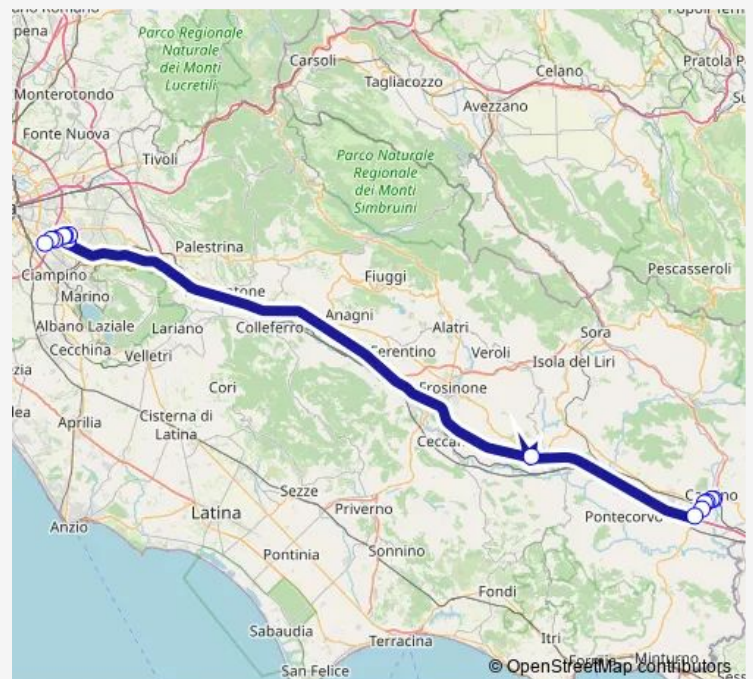 pena
Parco Regionale
Naturale
dei Monti
Lucretili
Carsoli
Tagliacozzo
Celano
Pratola P
Monterotondo
Avezzano
Fonte Nuova
Tivoli
Parco Naturale
Regionale
dei Monti
Simbruini
Palestrina
Pescasseroli
Ciampino
Fiuggi
Marino
Albano Laziale
Lariano
Colleferro
Anagni
Alatri
Sora
Cecchina
Velletri
Veroli
Isola del Liri
Cori
Frosinone
Aprilia
Cisterna di
Latina
Sezze
Latina
Priverno
Pontecorvo
Anzio
Pontinia
Sonnino
Fondi
Sabaudia
Terracina
Itri
San Felice
© OpenStreetMap contributors